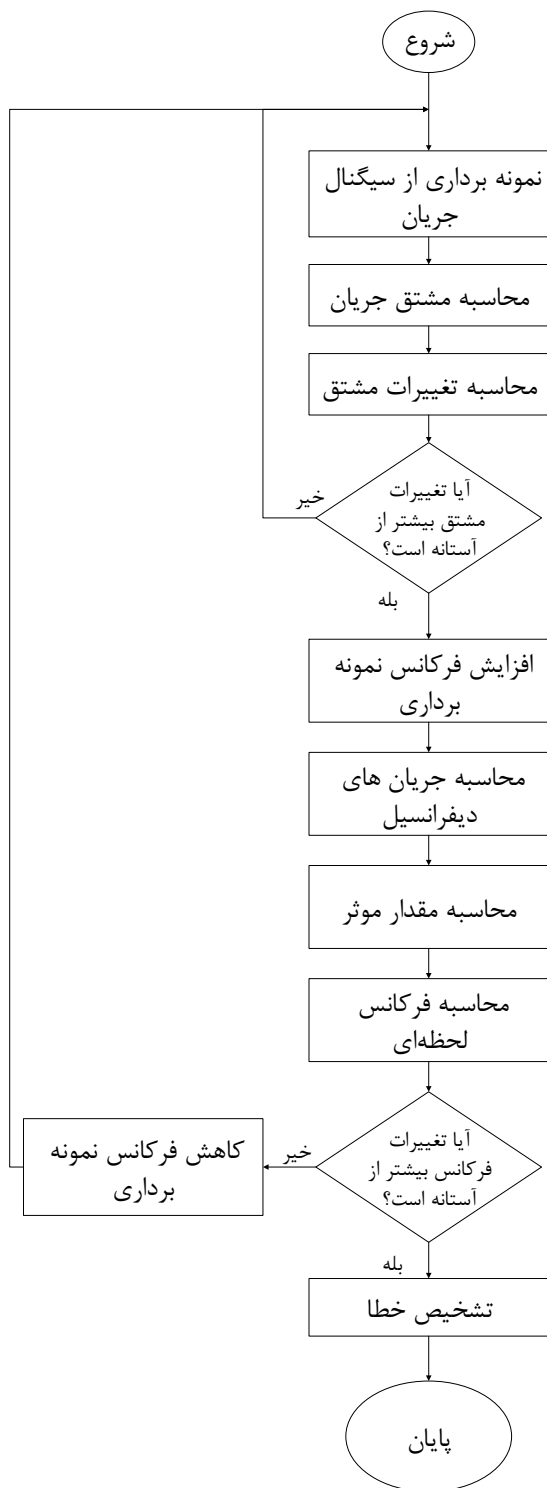 شروع
نمونه برداری از سیگنال
جریان
محاسبه مشتق جریان
محاسبه تغییرات مشتق
آیا تغییرات
مشتق بیشتر از
آستانه است؟
خیر
بله
افزایش فرکانس نمونه
برداری
محاسبه جریان های
دیفرانسیل
محاسبه مقدار موثر
محاسبه فرکانس
لحظه‌ای
آیا تغییرات
فرکانس بیشتر از
آستانه است؟
خیر
کاهش فرکانس نمونه
برداری
بله
تشخیص خطا
پایان